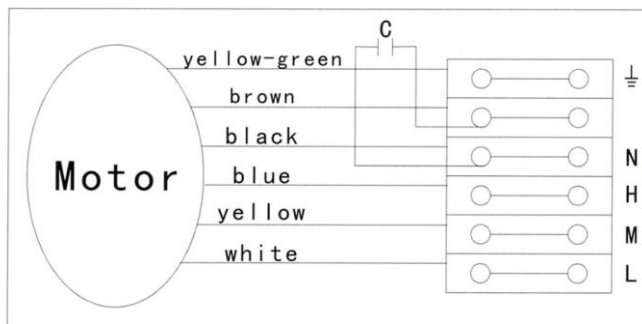 C
yellow-green
brown
black
N
Motor
blue
H
yellow
M
white
L